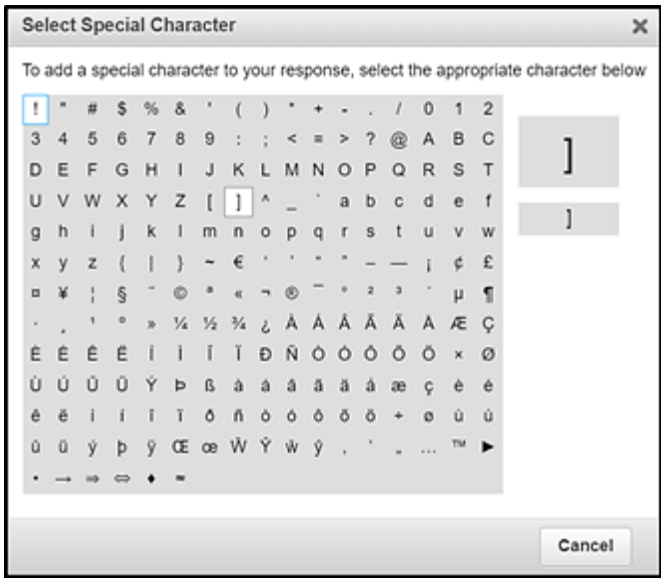 Select Special Character ×
To add a special character to your response, select the appropriate character below
! " # $ % & ' ( ) * + - . / 0 1 2
3 4 5 6 7 8 9 : ; < = > ? @ A B C
D E F G H I J K L M N O P Q R S T
U V W X Y Z [ ] ^ _ ` a b c d e f
g h i j k l m n o p q r s t u v w
x y z { | } ~ € ‘ ’ “ ” – — ¡ ¢ £
¤ ¥ ¦ § ¨ © ª « ¬ ® ¯ ° ² ³ ´ µ ¶
· ¸ ¹ º » ¼ ½ ¾ ¿ À Á Â Ã Ä Å Æ Ç
È É Ê Ë Ì Í Î Ï Ð Ñ Ò Ó Ô Õ Ö × Ø
Ù Ú Û Ü Ý Þ ß à á â ã ä å æ ç è é
ê ë ì í î ï ð ñ ò ó ô õ ö ÷ ø ù ú
û ü ý þ ÿ Œ œ Ŵ Ŷ ŵ ŷ ‚ ‛ „ … ™ ►
• → ⇒ ⇔ ♦ ≈
]
]
Cancel